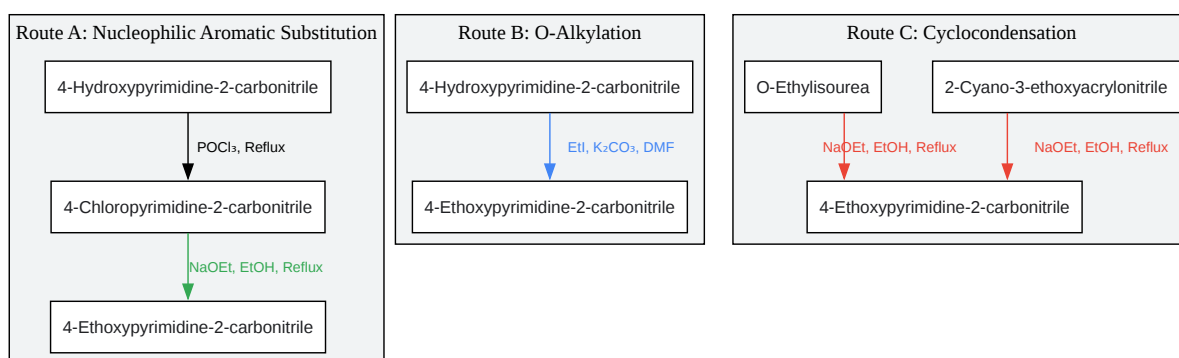 Route A: Nucleophilic Aromatic Substitution
4-Hydroxypyrimidine-2-carbonitrile
POCl₃, Reflux
4-Chloropyrimidine-2-carbonitrile
NaOEt, EtOH, Reflux
4-Ethoxypyrimidine-2-carbonitrile
Route B: O-Alkylation
4-Hydroxypyrimidine-2-carbonitrile
EtI, K₂CO₃, DMF
4-Ethoxypyrimidine-2-carbonitrile
Route C: Cyclocondensation
O-Ethylisourea
2-Cyano-3-ethoxyacrylonitrile
NaOEt, EtOH, Reflux
NaOEt, EtOH, Reflux
4-Ethoxypyrimidine-2-carbonitrile